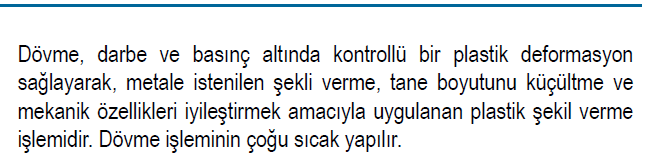 Dövme, darbe ve basınç altında kontrollü bir plastik deformasyon
sağlayarak, metale istenilen şekli verme, tane boyutunu küçültme ve
mekanik özellikleri iyileştirmek amacıyla uygulanan plastik şekil verme
işlemidir. Dövme işleminin çoğu sıcak yapılır.